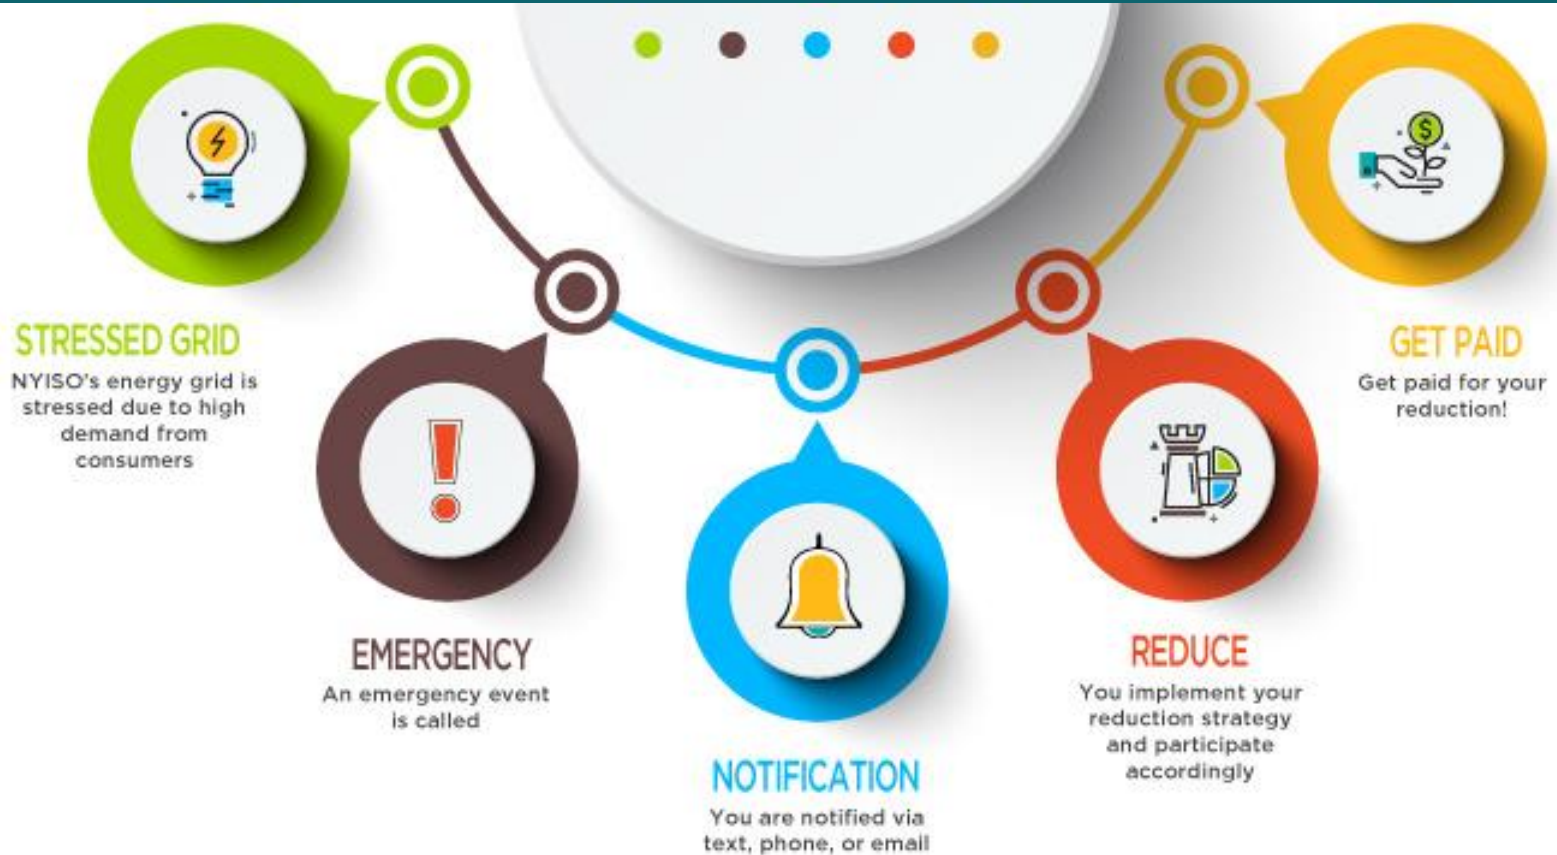 STRESSED GRID
NYISO's energy grid is
stressed due to high
demand from
consumers
EMERGENCY
An emergency event
is called
NOTIFICATION
You are notified via
text, phone, or email
REDUCE
You implement your
reduction strategy
and participate
accordingly
GET PAID
Get paid for your
reduction!